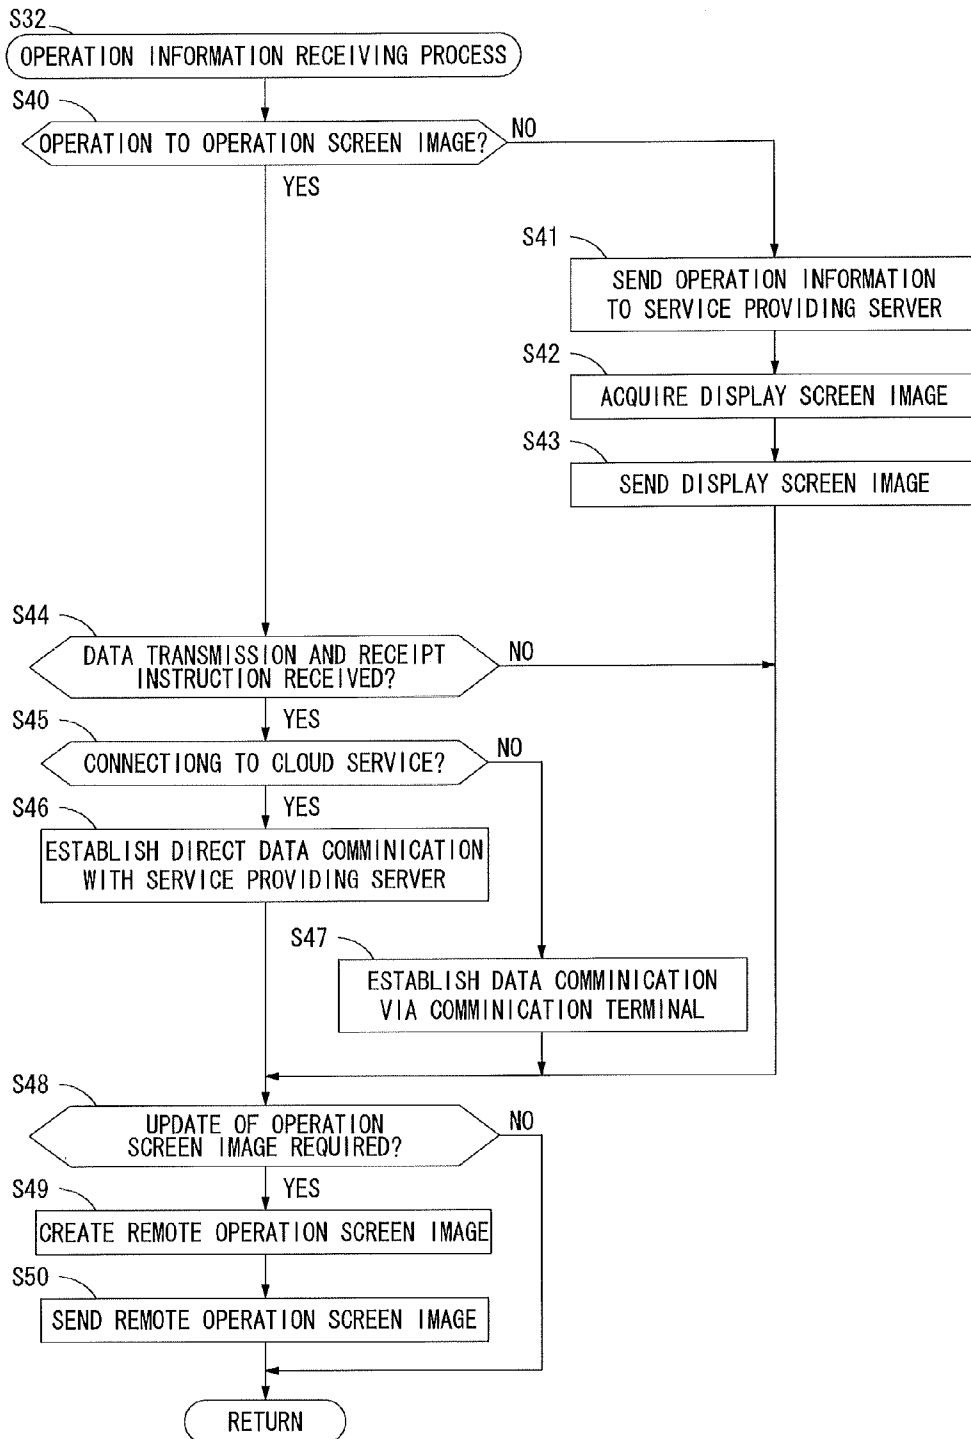 S32
OPERATION INFORMATION RECEIVING PROCESS
S40
OPERATION TO OPERATION SCREEN IMAGE?
NO
YES
S41
SEND OPERATION INFORMATION
TO SERVICE PROVIDING SERVER
S42
ACQUIRE DISPLAY SCREEN IMAGE
S43
SEND DISPLAY SCREEN IMAGE
S44
DATA TRANSMISSION AND RECEIPT
INSTRUCTION RECEIVED?
NO
YES
S45
CONNECTIONG TO CLOUD SERVICE?
NO
YES
S46
ESTABLISH DIRECT DATA COMMINICATION
WITH SERVICE PROVIDING SERVER
S47
ESTABLISH DATA COMMINICATION
VIA COMMINICATION TERMINAL
S48
UPDATE OF OPERATION
SCREEN IMAGE REQUIRED?
NO
YES
S49
CREATE REMOTE OPERATION SCREEN IMAGE
S50
SEND REMOTE OPERATION SCREEN IMAGE
RETURN